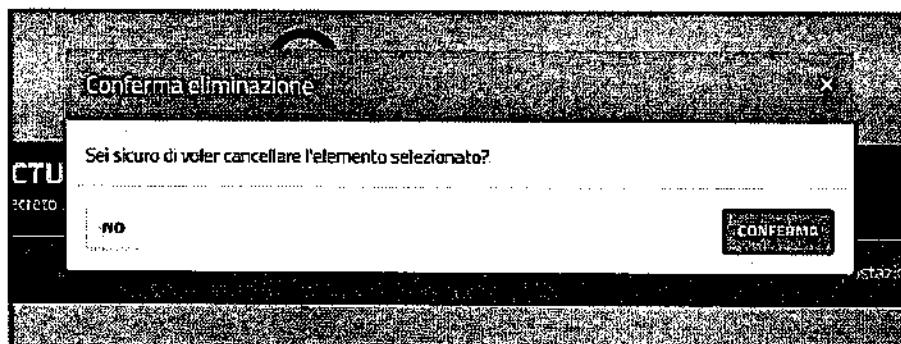 Conferma eliminazione ×
Sei sicuro di voler cancellare l'elemento selezionato?
CTU
NO
CONFERMA